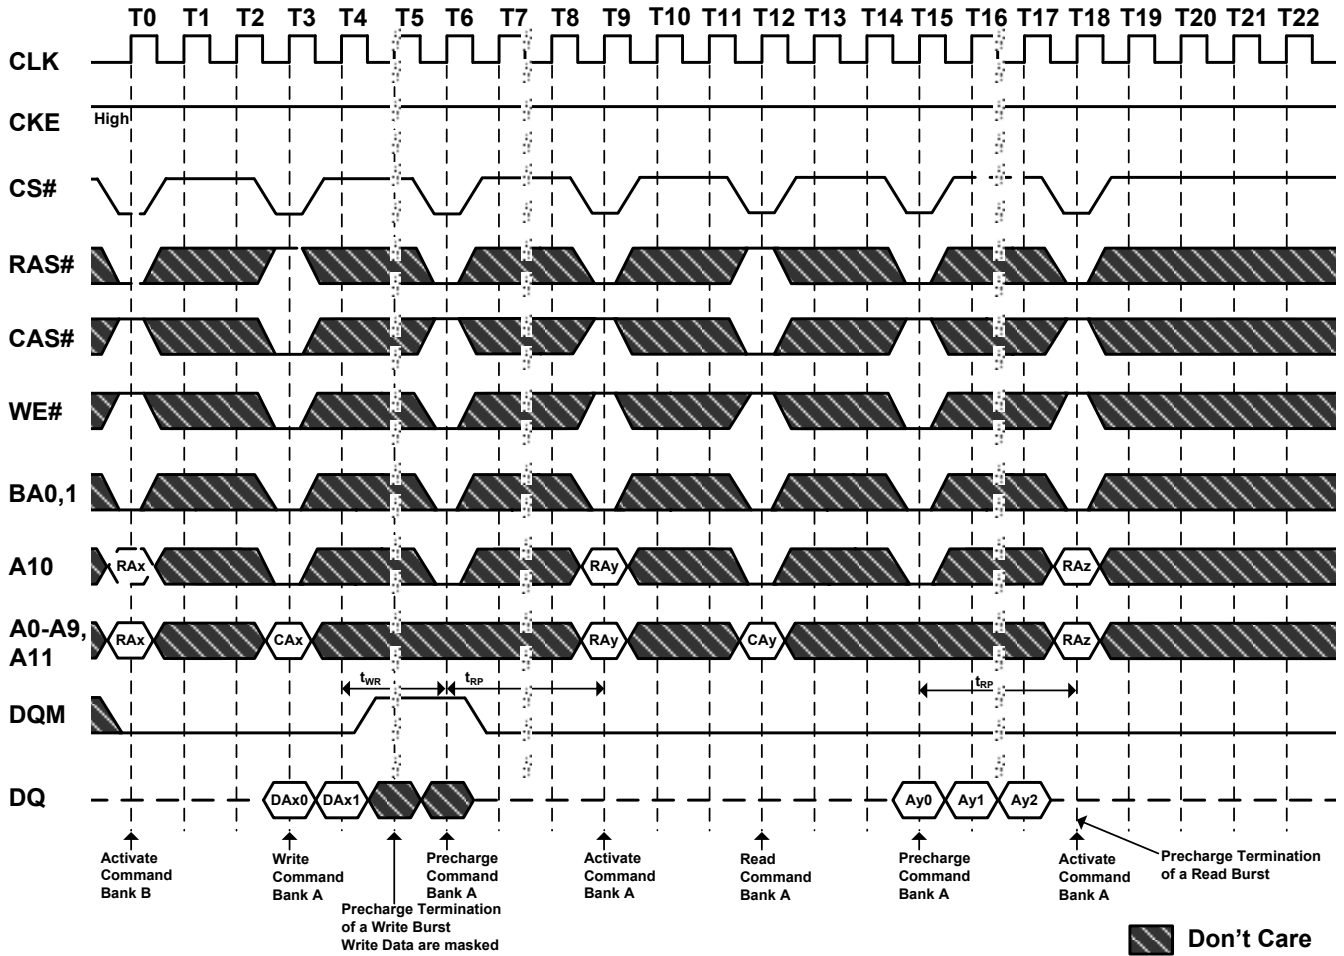 T0 T1 T2 T3 T4 T5 T6 T7 T8 T9 T10 T11 T12 T13 T14 T15 T16 T17 T18 T19 T20 T21 T22
CLK
CKE
High
CS#
RAS#
CAS#
WE#
BA0,1
A10
RAx RAy RAz
A0-A9,
A11
RAx CAx RAy CAy RAz
tWR tRP tRP
DQM
DQ
DAx0 DAx1 Ay0 Ay1 Ay2
Activate
Command
Bank B
Write
Command
Bank A
Precharge Termination
of a Write Burst
Write Data are masked
Precharge
Command
Bank A
Activate
Command
Bank A
Read
Command
Bank A
Precharge
Command
Bank A
Activate
Command
Bank A
Precharge Termination
of a Read Burst
Don't Care